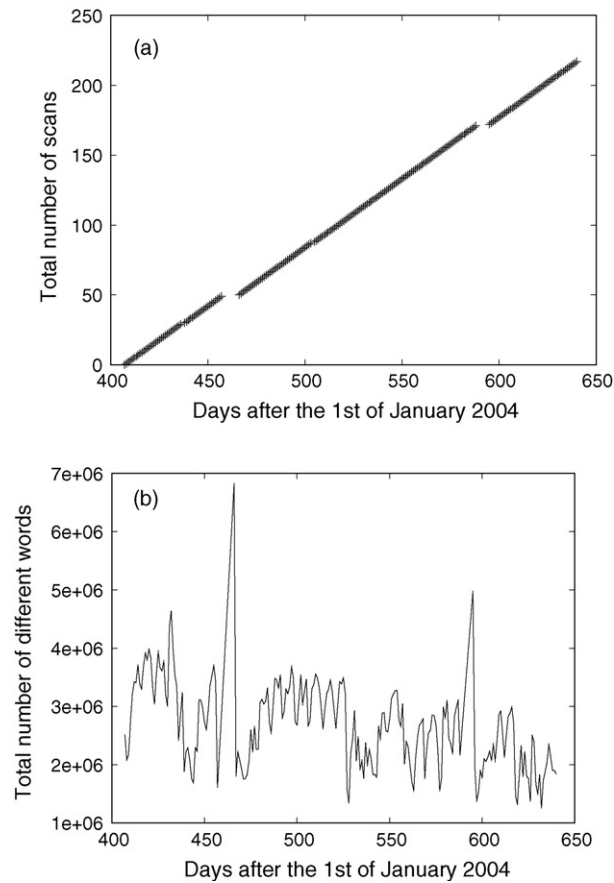 (a)
Total number of scans
250
200
150
100
50
0
400 450 500 550 600 650
Days after the 1st of January 2004
(b)
Total number of different words
7e+06
6e+06
5e+06
4e+06
3e+06
2e+06
1e+06
400 450 500 550 600 650
Days after the 1st of January 2004